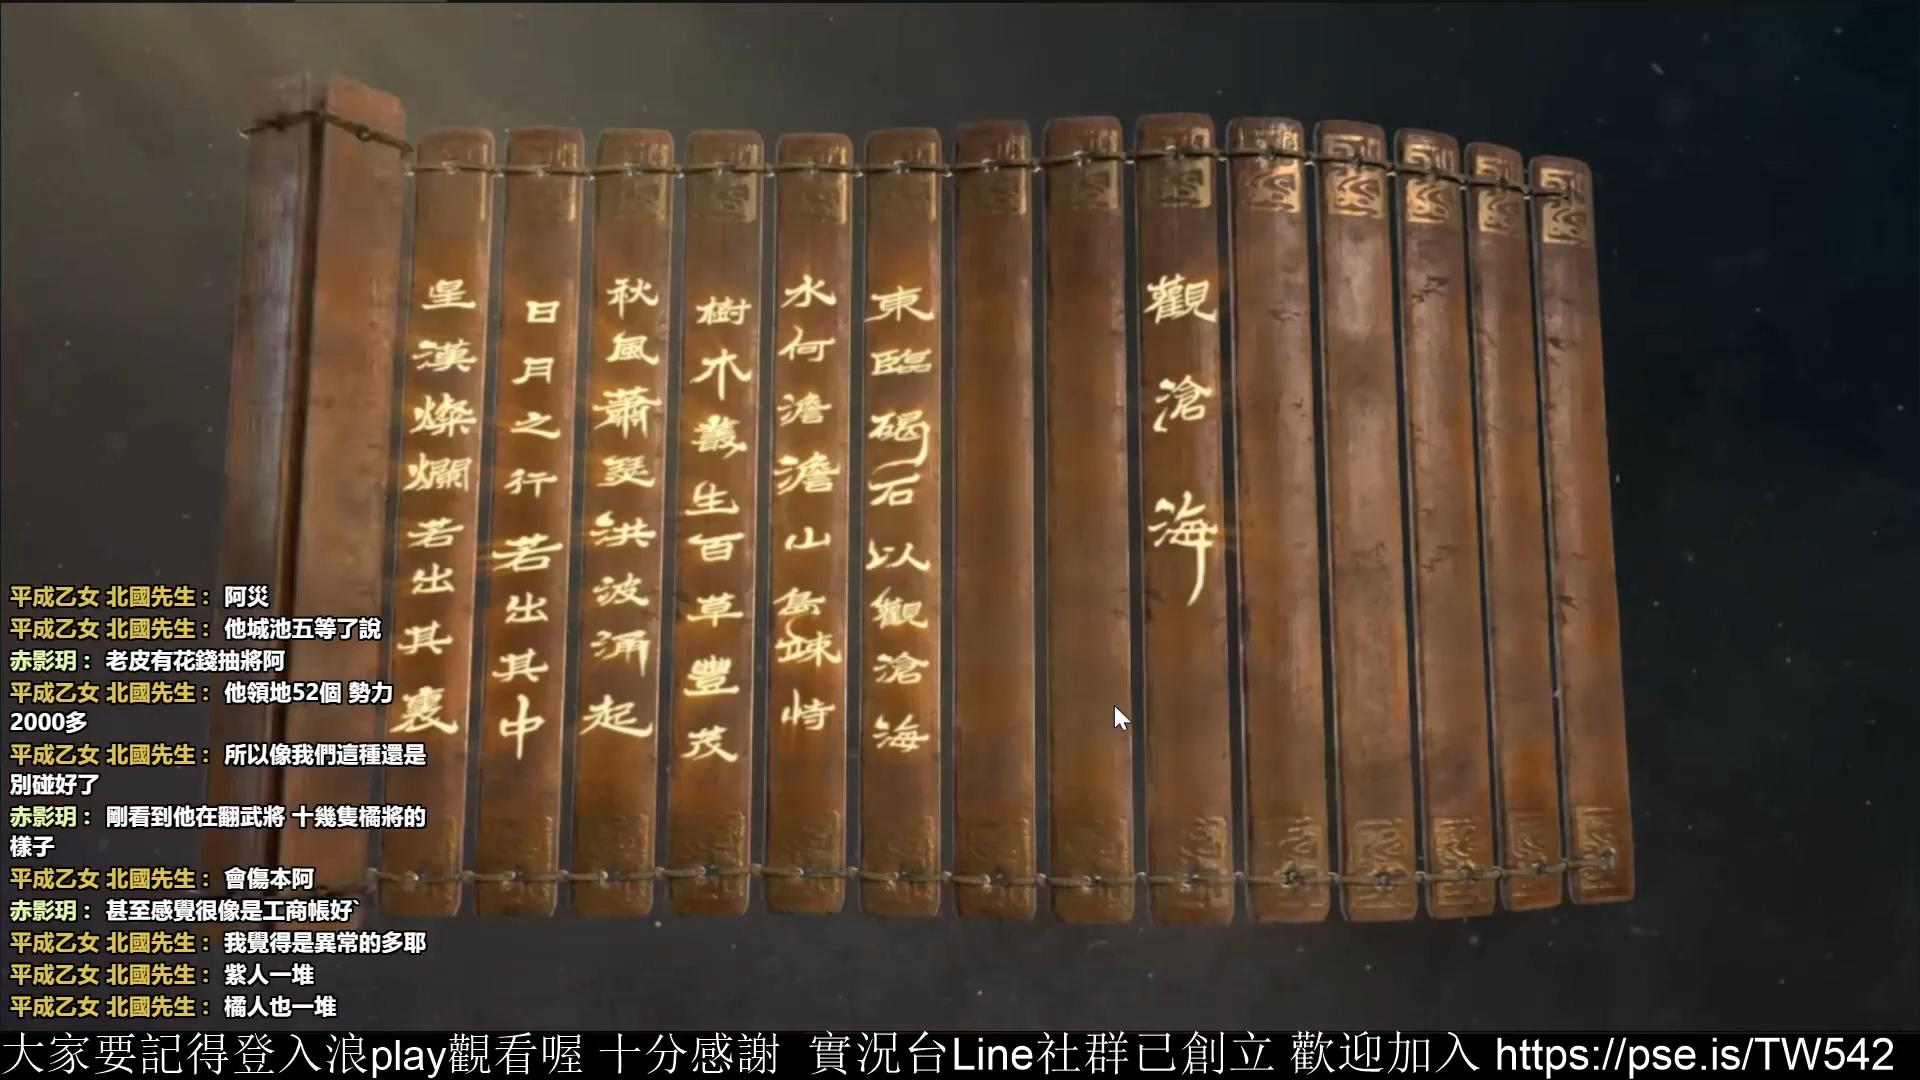 觀滄海
東臨碣石以觀滄海
水何澹澹山島竦峙
樹木叢生百草豐茂
秋風蕭瑟洪波涌起
日月之行若出其中
星漢燦爛若出其裏
平成乙女 北國先生： 阿災
平成乙女 北國先生： 他城池五等了說
赤影玥： 老皮有花錢抽將阿
平成乙女 北國先生： 他領地52個 勢力
2000多
平成乙女 北國先生： 所以像我們這種還是
別碰好了
赤影玥： 剛看到他在翻武將 十幾隻橘將的
樣子
平成乙女 北國先生： 會傷本阿
赤影玥： 甚至感覺很像是工商帳好`
平成乙女 北國先生： 我覺得是異常的多耶
平成乙女 北國先生： 紫人一堆
平成乙女 北國先生： 橘人也一堆
大家要記得登入浪play觀看喔 十分感謝 實況台Line社群已創立 歡迎加入 https://pse.is/TW542